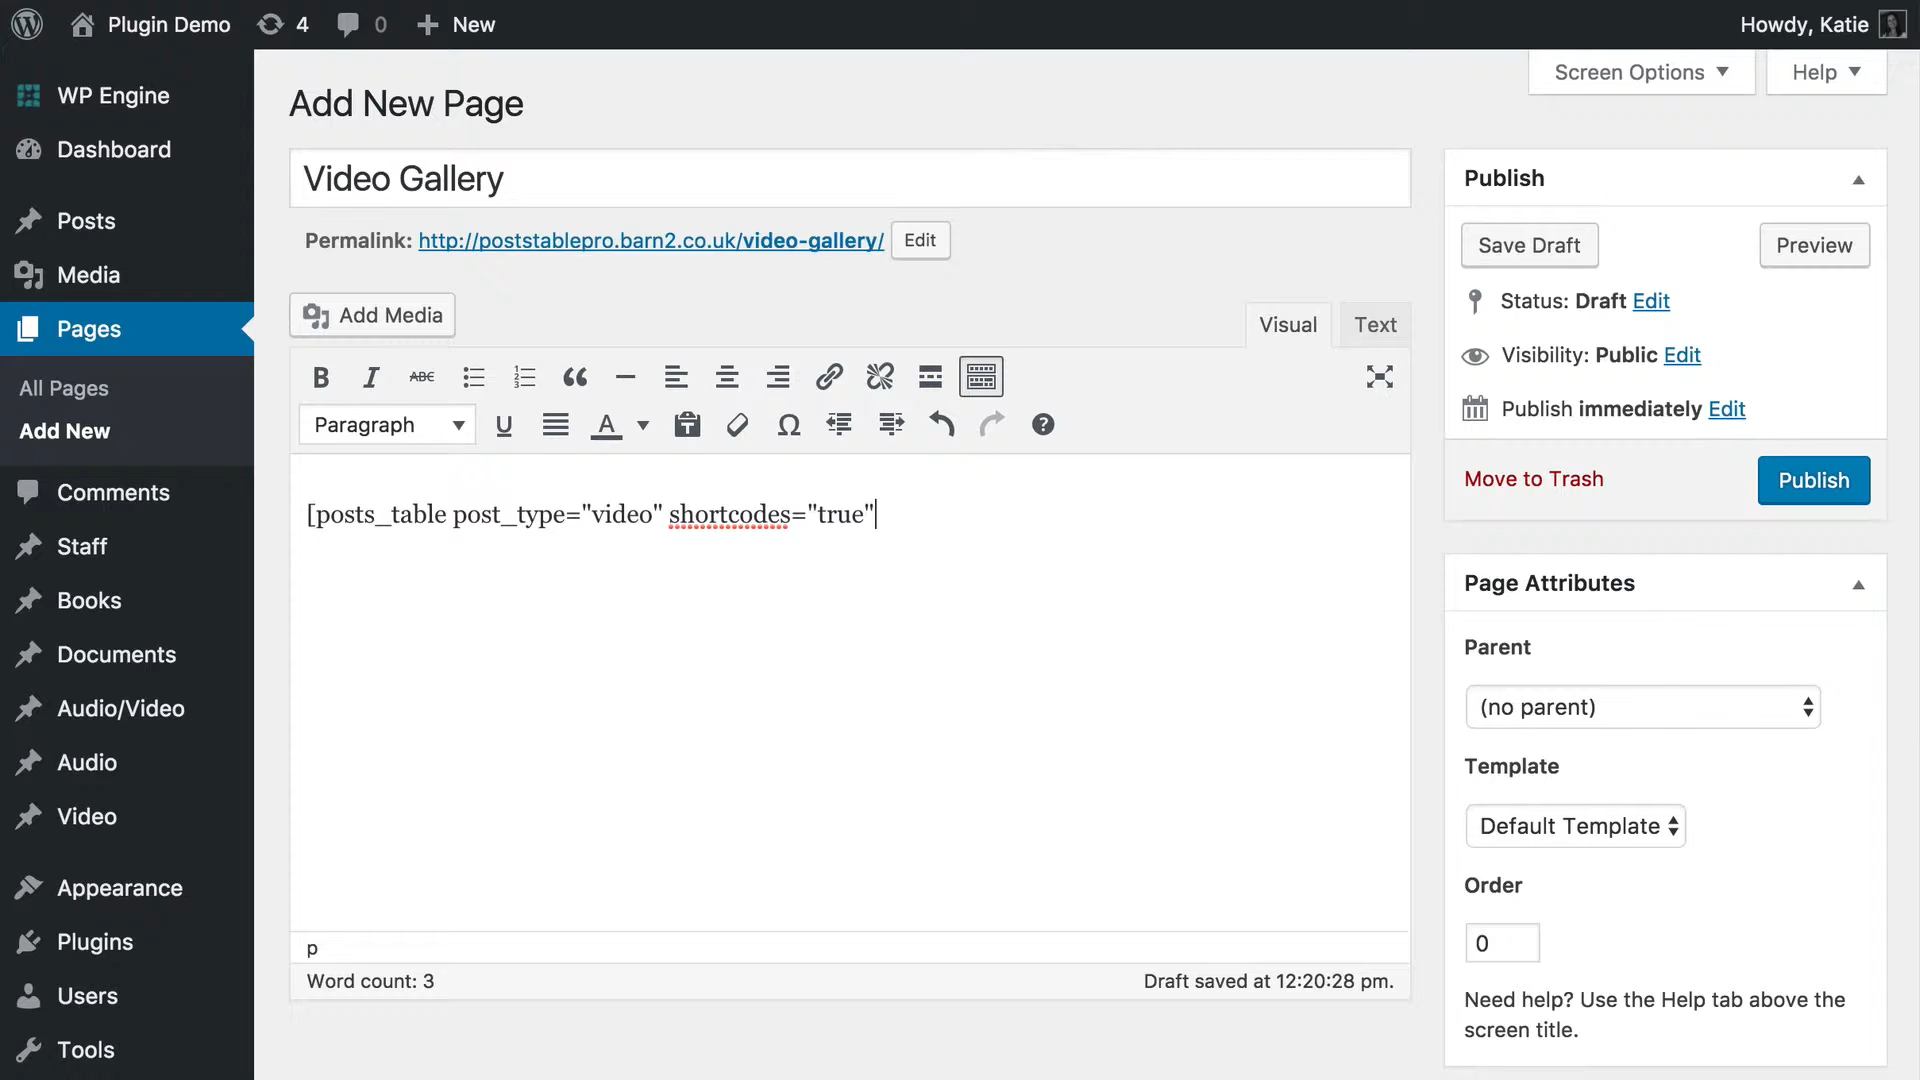 Plugin Demo 4 0 New Howdy, Katie
WP Engine
Dashboard
Posts
Media
Pages
All Pages
Add New
Comments
Staff
Books
Documents
Audio/Video
Audio
Video
Appearance
Plugins
Users
Tools
Screen Options Help
Add New Page
Video Gallery
Permalink: http://poststablepro.barn2.co.uk/video-gallery/ Edit
Add Media
Visual Text
B I ABC
Paragraph U A Ω
[posts_table post_type="video" shortcodes="true"
p
Word count: 3 Draft saved at 12:20:28 pm.
Publish
Save Draft Preview
Status: Draft Edit
Visibility: Public Edit
Publish immediately Edit
Move to Trash Publish
Page Attributes
Parent
(no parent)
Template
Default Template
Order
0
Need help? Use the Help tab above the
screen title.